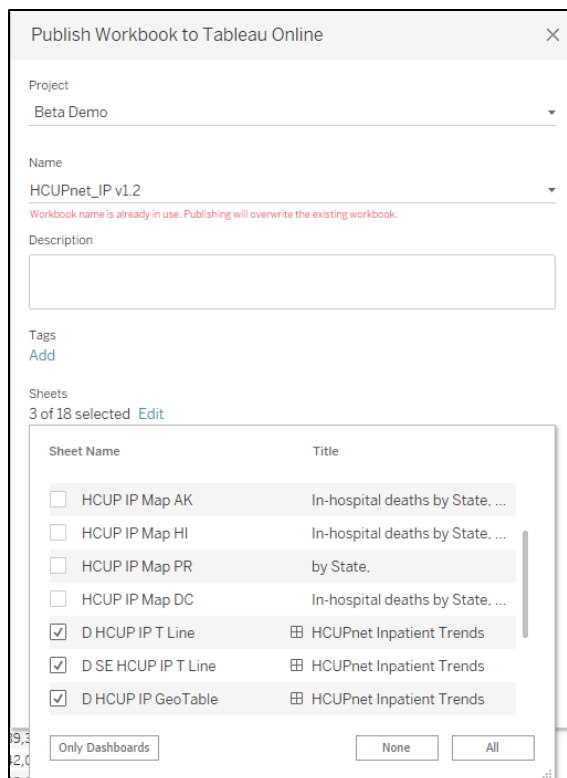 Publish Workbook to Tableau Online
Project
Beta Demo
Name
HCUPnet_IP v1.2
Workbook name is already in use. Publishing will overwrite the existing workbook.
Description
Tags
Add
Sheets
3 of 18 selected Edit
Sheet Name Title
HCUP IP Map AK In-hospital deaths by State, ...
HCUP IP Map HI In-hospital deaths by State, ...
HCUP IP Map PR by State,
HCUP IP Map DC In-hospital deaths by State, ...
D HCUP IP T Line HCUPnet Inpatient Trends
D SE HCUP IP T Line HCUPnet Inpatient Trends
D HCUP IP GeoTable HCUPnet Inpatient Trends
Only Dashboards None All